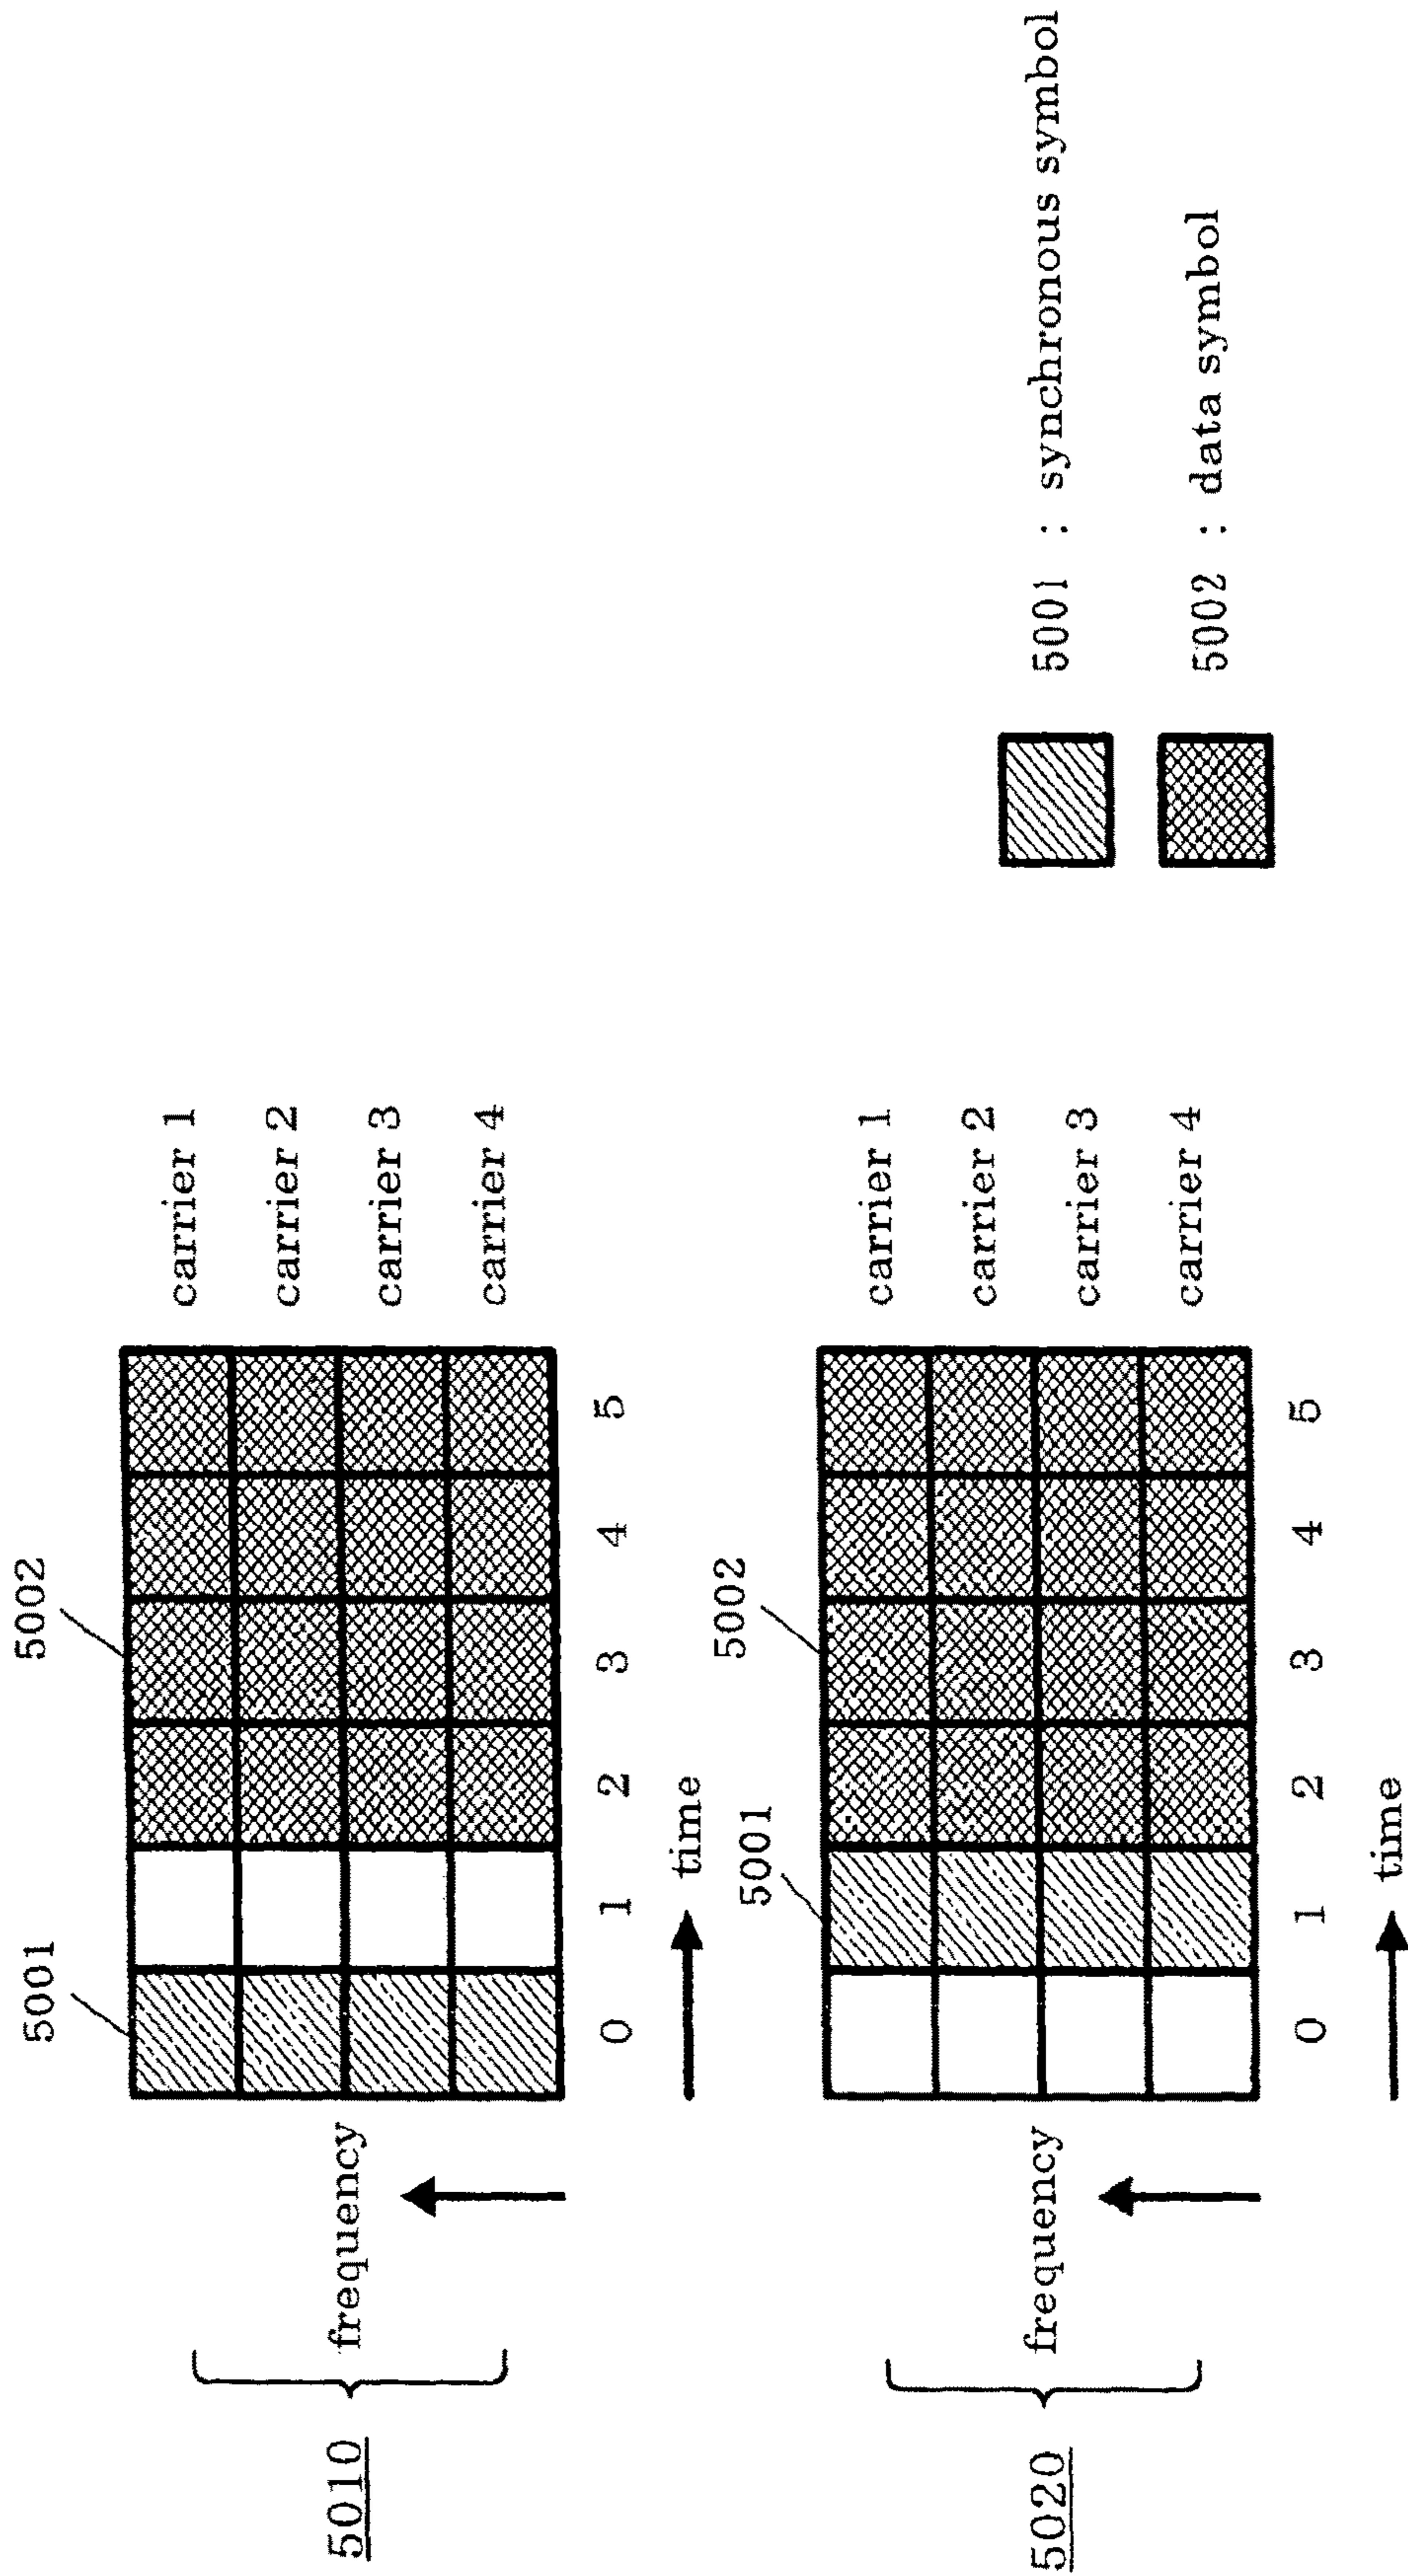 5001
5002
carrier 1
carrier 2
carrier 3
carrier 4
5010
frequency
0 1 2 3 4 5
time
5001
5002
carrier 1
carrier 2
carrier 3
carrier 4
5020
frequency
0 1 2 3 4 5
time
5001 : synchronous symbol
5002 : data symbol